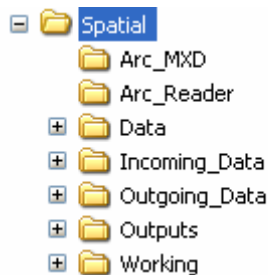 Spatial
Arc_MXD
Arc_Reader
Data
Incoming_Data
Outgoing_Data
Outputs
Working